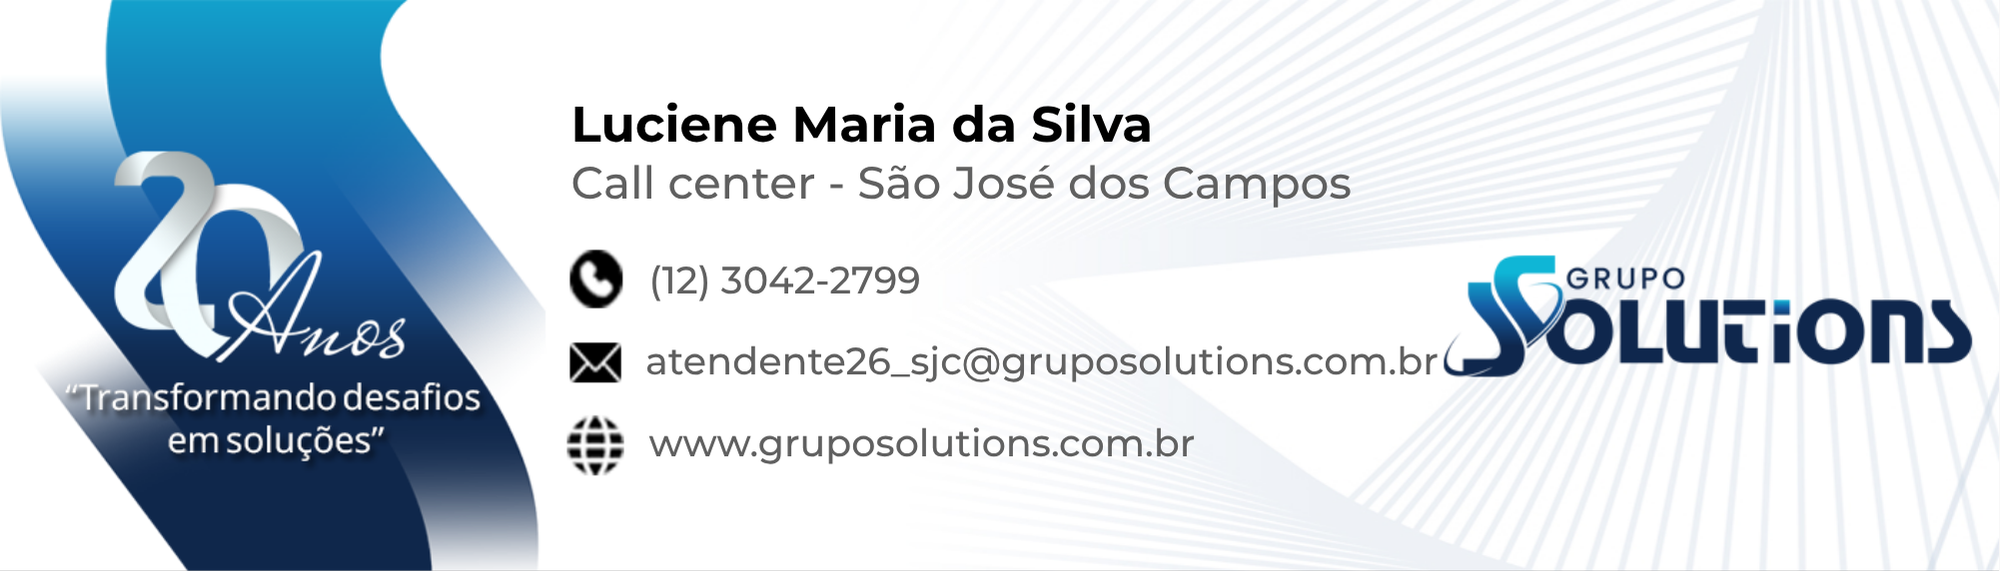 20
Anos
“Transformando desafios
em soluções”
Luciene Maria da Silva
Call center - São José dos Campos
(12) 3042-2799
atendente26_sjc@gruposolutions.com.br
www.gruposolutions.com.br
GRUPO
SOLUTIONS